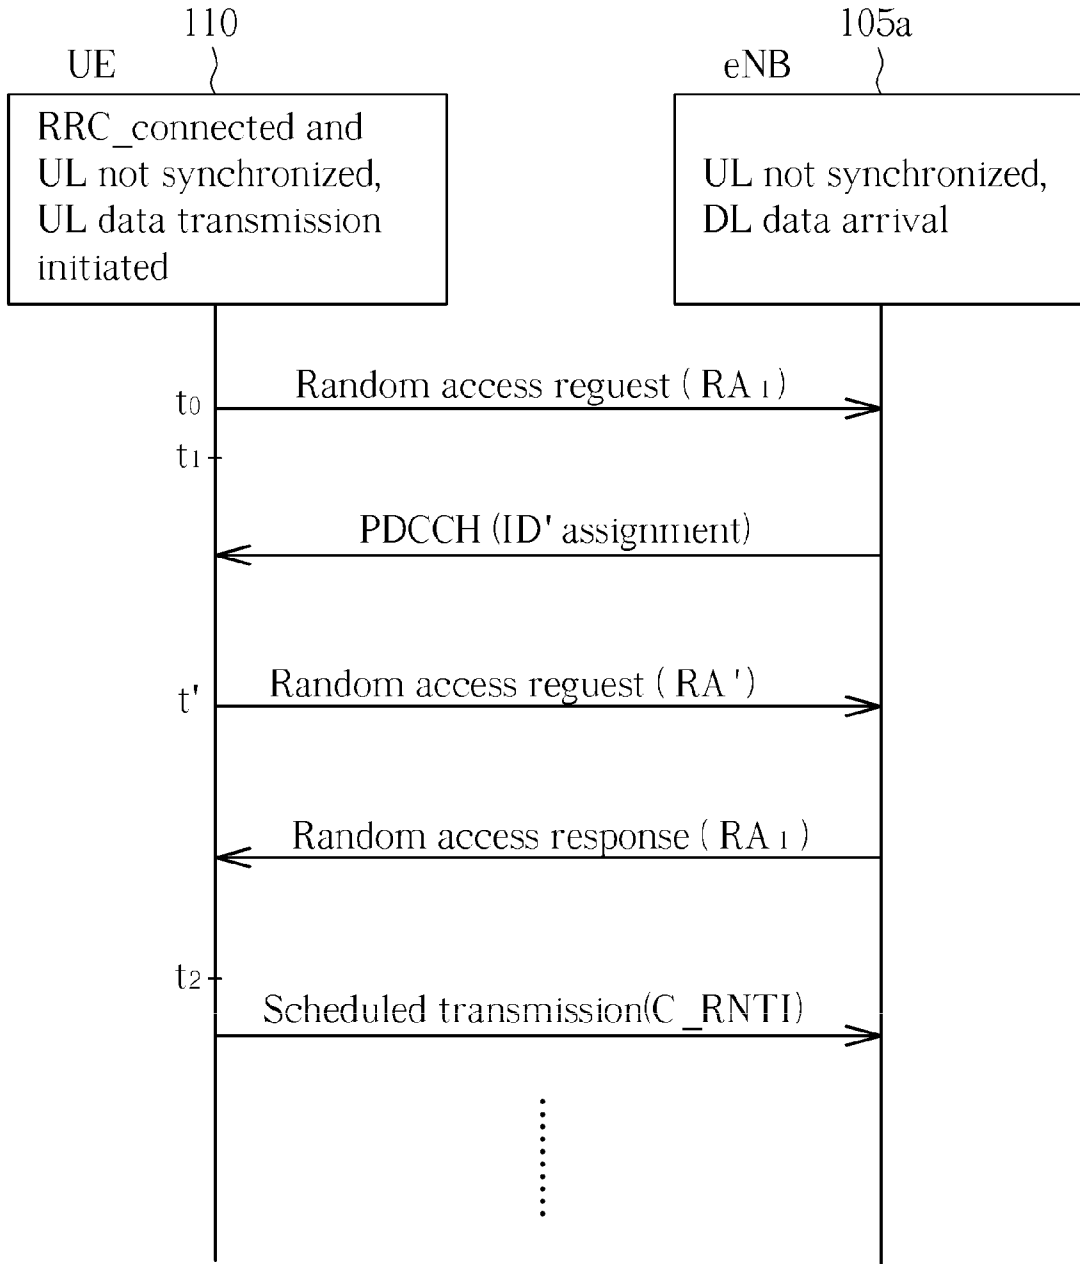 110
105a
UE
eNB
RRC_connected and
UL not synchronized,
UL data transmission
initiated
UL not synchronized,
DL data arrival
Random access reguest ( RA 1 )
t0
t1
PDCCH (ID' assignment)
Random access reguest ( RA ' )
t'
Random access response ( RA 1 )
t2
Scheduled transmission(C_RNTI)